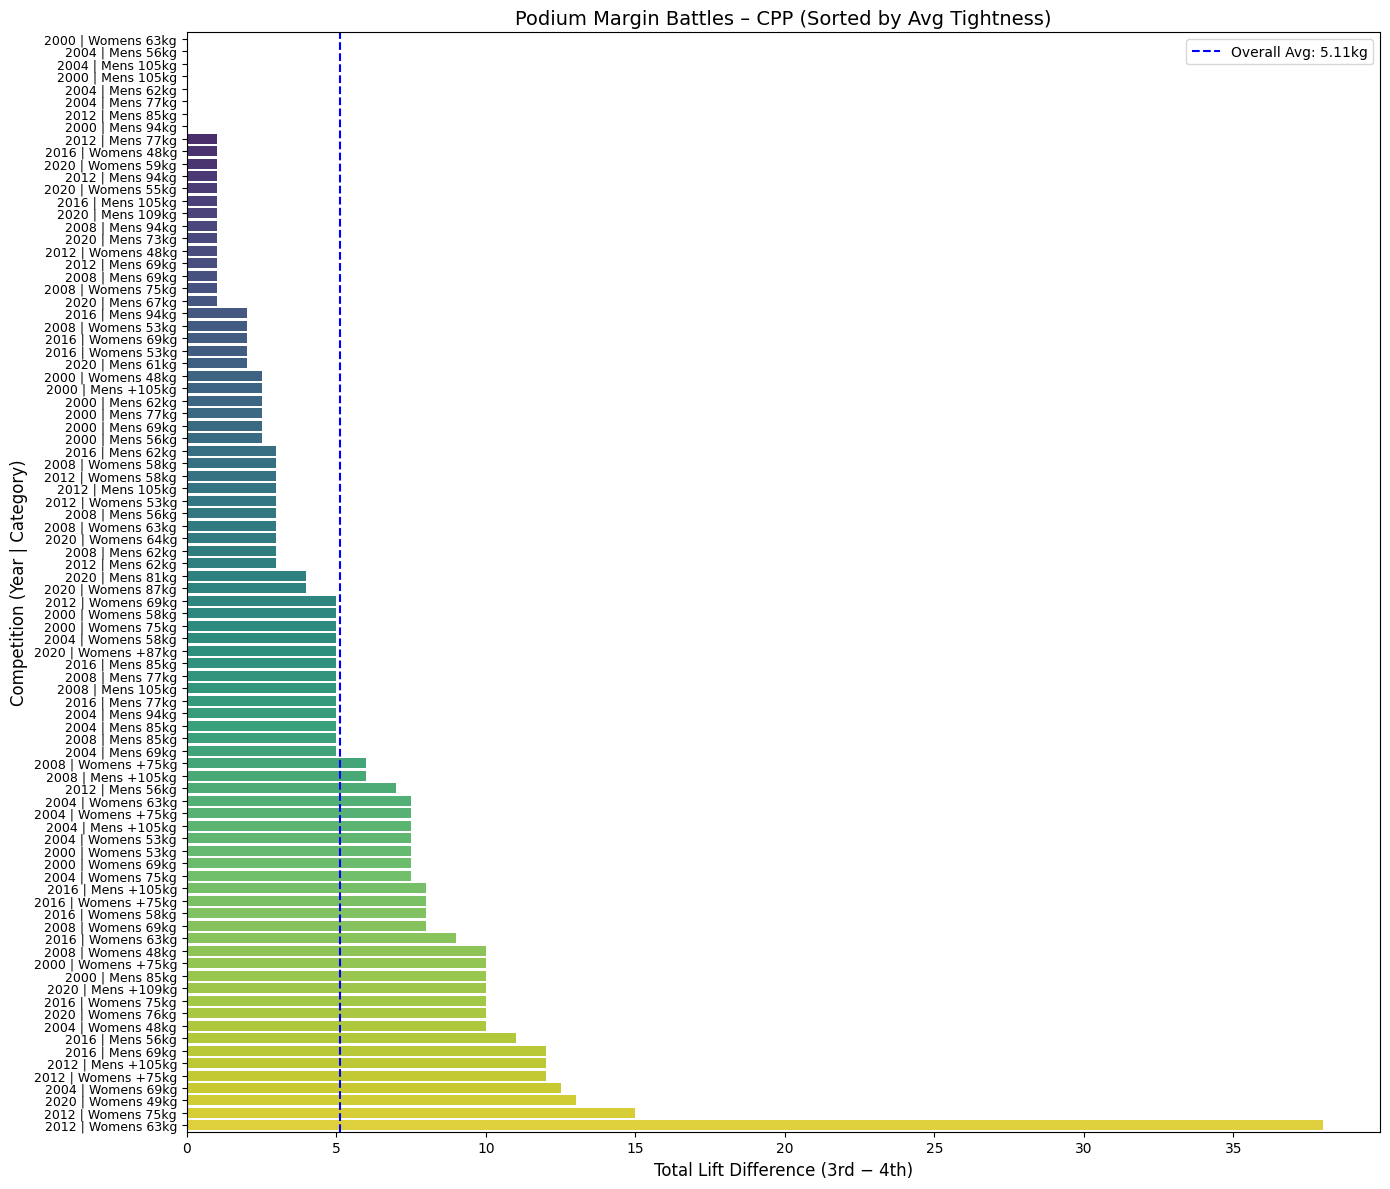 Podium Margin Battles – CPP (Sorted by Avg Tightness)
Overall Avg: 5.11kg
Competition (Year | Category)
2000 | Womens 63kg
2004 | Mens 56kg
2004 | Mens 105kg
2000 | Mens 105kg
2004 | Mens 62kg
2004 | Mens 77kg
2012 | Mens 85kg
2000 | Mens 94kg
2012 | Mens 77kg
2016 | Womens 48kg
2020 | Womens 59kg
2012 | Mens 94kg
2020 | Womens 55kg
2016 | Mens 105kg
2020 | Mens 109kg
2008 | Mens 94kg
2020 | Mens 73kg
2012 | Womens 48kg
2012 | Mens 69kg
2008 | Mens 69kg
2008 | Womens 75kg
2020 | Mens 67kg
2016 | Mens 94kg
2008 | Womens 53kg
2016 | Womens 69kg
2016 | Womens 53kg
2020 | Mens 61kg
2000 | Womens 48kg
2000 | Mens +105kg
2000 | Mens 62kg
2000 | Mens 77kg
2000 | Mens 69kg
2000 | Mens 56kg
2016 | Mens 62kg
2008 | Womens 58kg
2012 | Womens 58kg
2012 | Mens 105kg
2012 | Womens 53kg
2008 | Mens 56kg
2008 | Womens 63kg
2020 | Womens 64kg
2008 | Mens 62kg
2012 | Mens 62kg
2020 | Mens 81kg
2020 | Womens 87kg
2012 | Womens 69kg
2000 | Womens 58kg
2000 | Womens 75kg
2004 | Womens 58kg
2020 | Womens +87kg
2016 | Mens 85kg
2008 | Mens 77kg
2008 | Mens 105kg
2016 | Mens 77kg
2004 | Mens 94kg
2004 | Mens 85kg
2008 | Mens 85kg
2004 | Mens 69kg
2008 | Womens +75kg
2008 | Mens +105kg
2012 | Mens 56kg
2004 | Womens 63kg
2004 | Womens +75kg
2004 | Mens +105kg
2004 | Womens 53kg
2000 | Womens 53kg
2000 | Womens 69kg
2004 | Womens 75kg
2016 | Mens +105kg
2016 | Womens +75kg
2016 | Womens 58kg
2008 | Womens 69kg
2016 | Womens 63kg
2008 | Womens 48kg
2000 | Womens +75kg
2000 | Mens 85kg
2020 | Mens +109kg
2016 | Womens 75kg
2020 | Womens 76kg
2004 | Womens 48kg
2016 | Mens 56kg
2016 | Mens 69kg
2012 | Mens +105kg
2012 | Womens +75kg
2004 | Womens 69kg
2020 | Womens 49kg
2012 | Womens 75kg
2012 | Womens 63kg
0 5 10 15 20 25 30 35
Total Lift Difference (3rd − 4th)